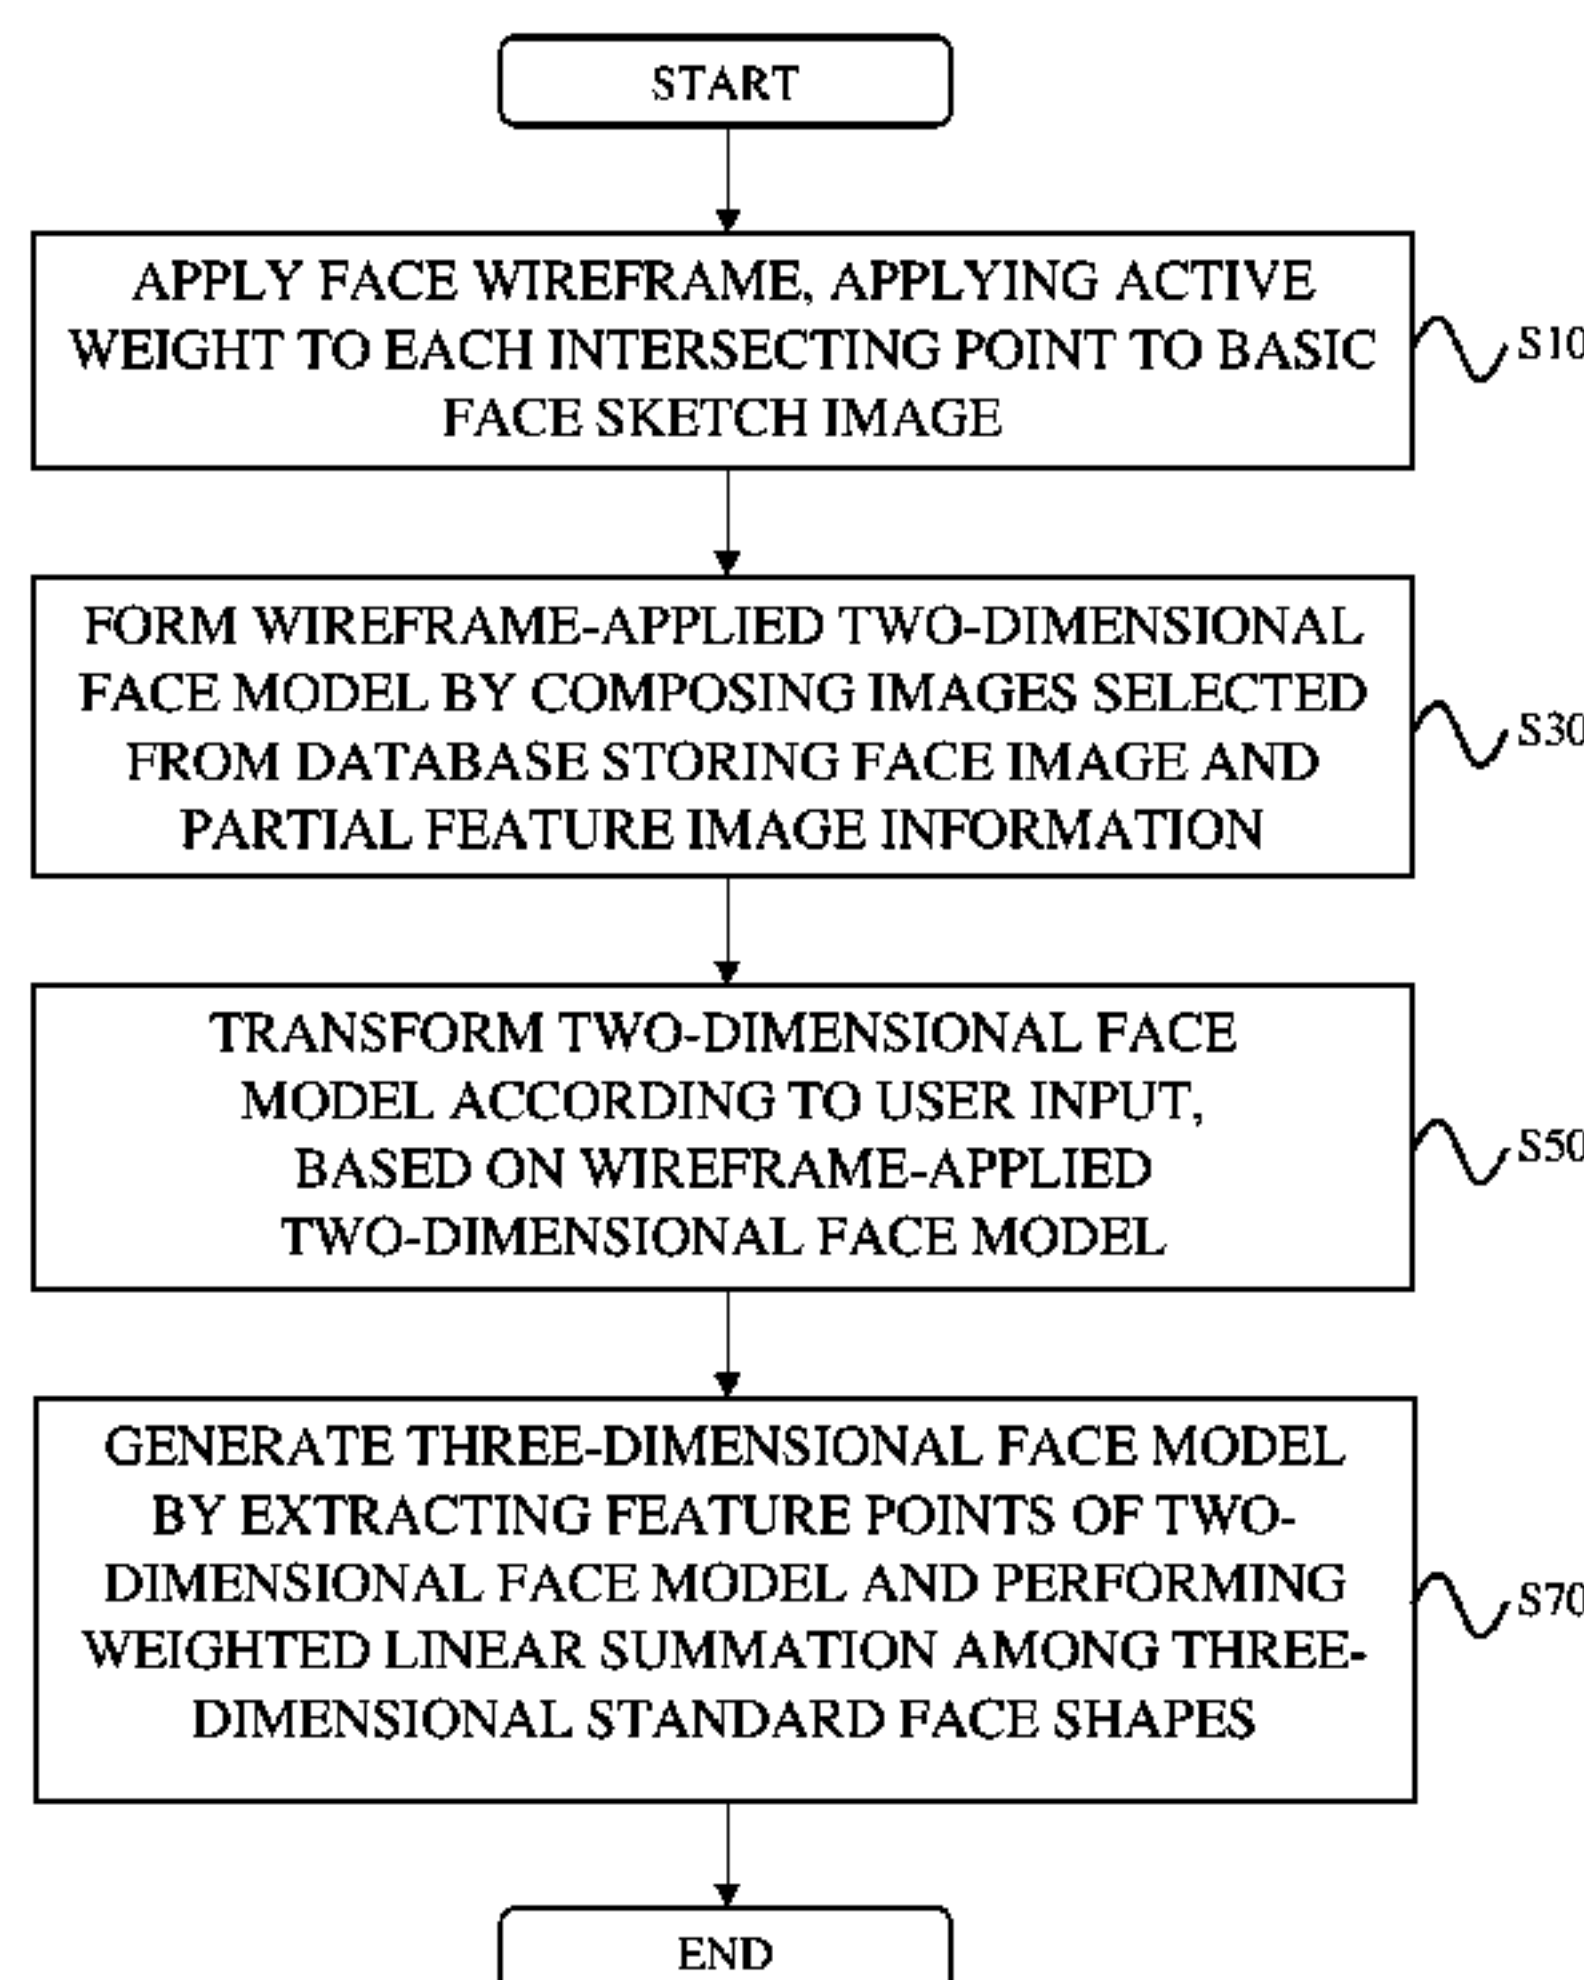 START
APPLY FACE WIREFRAME, APPLYING ACTIVE
WEIGHT TO EACH INTERSECTING POINT TO BASIC
FACE SKETCH IMAGE
S10
FORM WIREFRAME-APPLIED TWO-DIMENSIONAL
FACE MODEL BY COMPOSING IMAGES SELECTED
FROM DATABASE STORING FACE IMAGE AND
PARTIAL FEATURE IMAGE INFORMATION
S30
TRANSFORM TWO-DIMENSIONAL FACE
MODEL ACCORDING TO USER INPUT,
BASED ON WIREFRAME-APPLIED
TWO-DIMENSIONAL FACE MODEL
S50
GENERATE THREE-DIMENSIONAL FACE MODEL
BY EXTRACTING FEATURE POINTS OF TWO-
DIMENSIONAL FACE MODEL AND PERFORMING
WEIGHTED LINEAR SUMMATION AMONG THREE-
DIMENSIONAL STANDARD FACE SHAPES
S70
END